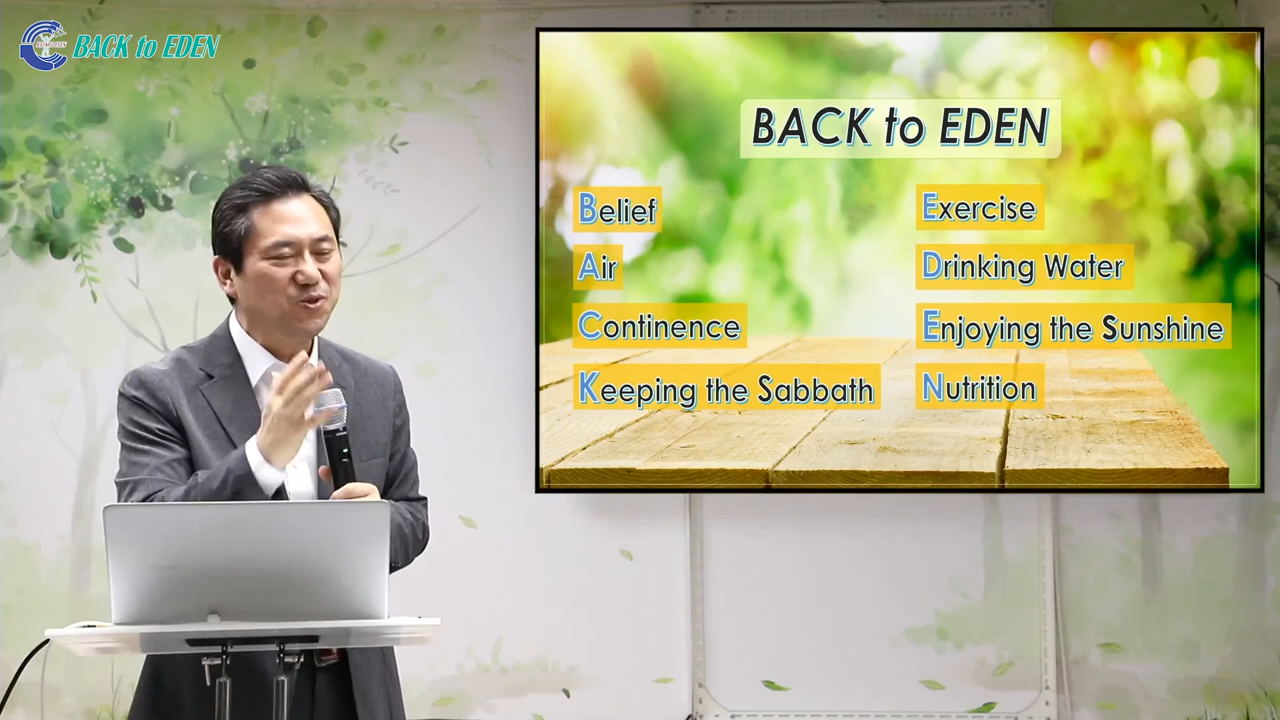 BACK to EDEN
BACK to EDEN
Belief
Air
Continence
Keeping the Sabbath
Exercise
Drinking Water
Enjoying the Sunshine
Nutrition